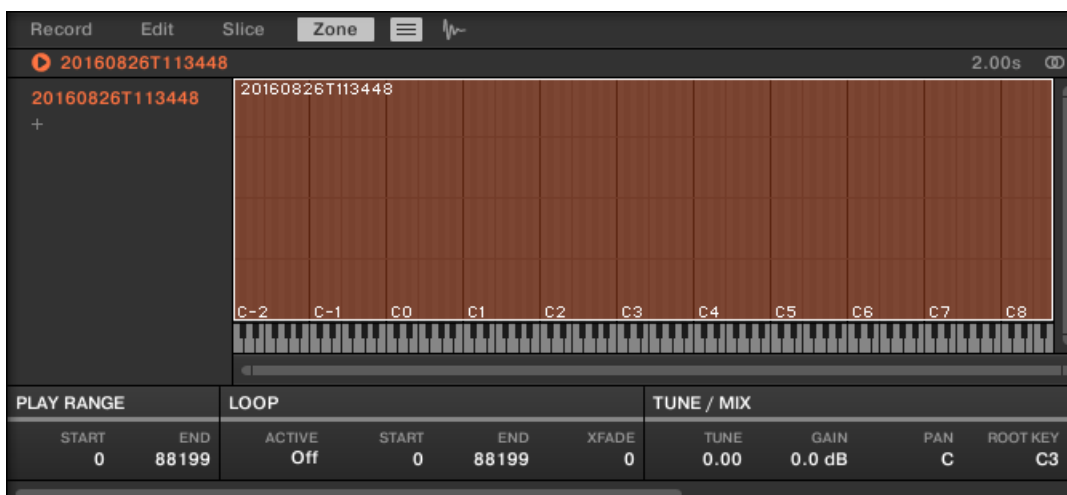 Record Edit Slice Zone
20160826T113448 2.00s
20160826T113448
+
20160826T113448
C-2 C-1 C0 C1 C2 C3 C4 C5 C6 C7 C8
PLAY RANGE LOOP TUNE / MIX
START END ACTIVE START END XFADE TUNE GAIN PAN ROOT KEY
0 88199 Off 0 88199 0 0.00 0.0 dB C C3